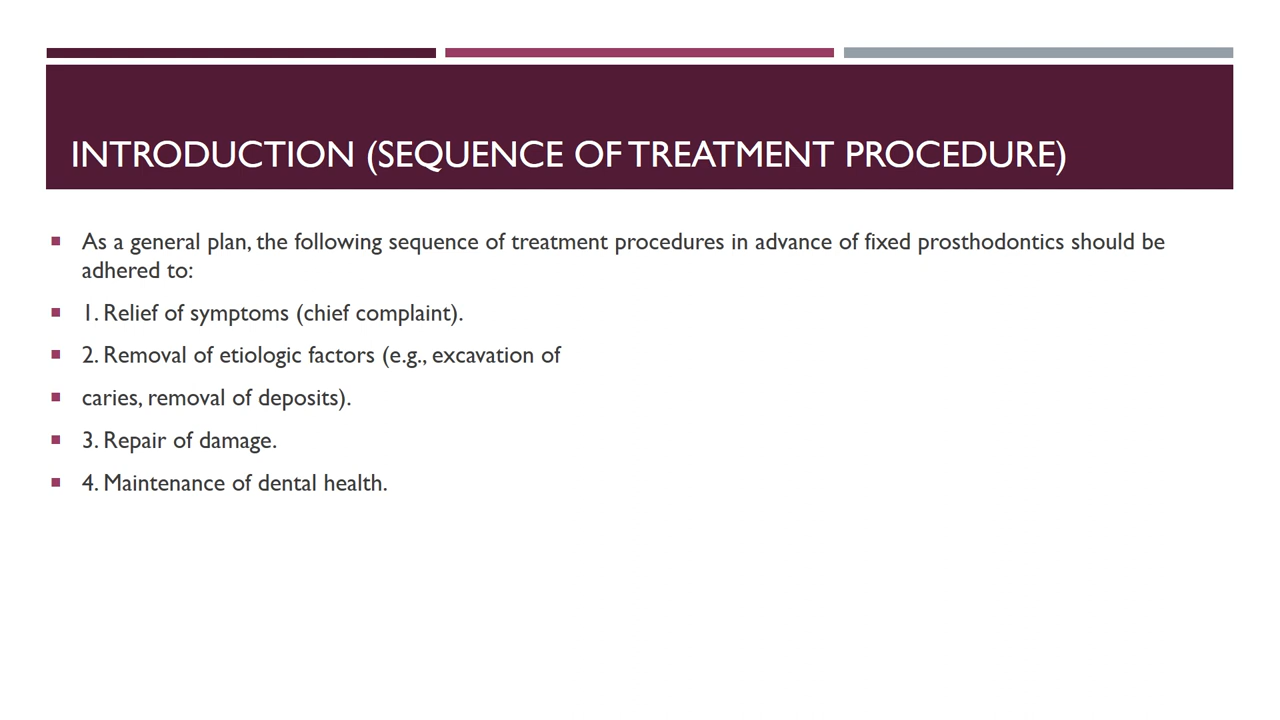 INTRODUCTION (SEQUENCE OF TREATMENT PROCEDURE)
▪ As a general plan, the following sequence of treatment procedures in advance of fixed prosthodontics should be
adhered to:
▪ 1. Relief of symptoms (chief complaint).
▪ 2. Removal of etiologic factors (e.g., excavation of
▪ caries, removal of deposits).
▪ 3. Repair of damage.
▪ 4. Maintenance of dental health.